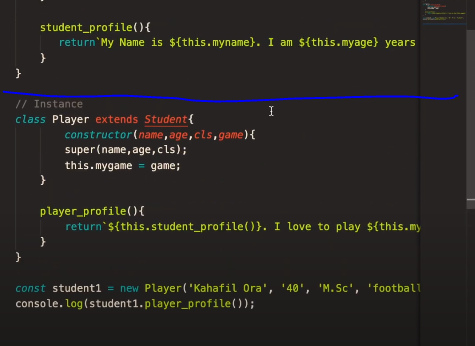 student_profile(){
return`My Name is ${this.myname}. I am ${this.myage} years
}
}
// Instance
class Player extends Student{
constructor(name,age,cls,game){
super(name,age,cls);
this.mygame = game;
}
player_profile(){
return`${this.student_profile()}. I love to play ${this.my
}
}
const student1 = new Player('Kahafil Ora', '40', 'M.Sc', 'football
console.log(student1.player_profile());